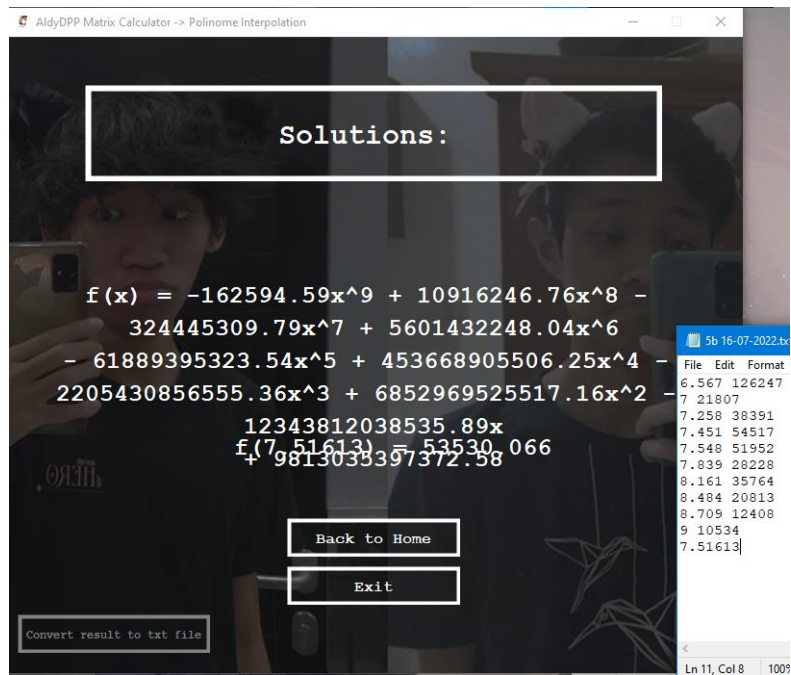 AldyDPP Matrix Calculator -> Polinome Interpolation
Solutions:
f(x) = -162594.59x^9 + 10916246.76x^8 -
324445309.79x^7 + 5601432248.04x^6
- 61889395323.54x^5 + 453668905506.25x^4 -
2205430856555.36x^3 + 6852969525517.16x^2 -
12343812038535.89x
f(7.51613) = 53530.066
+ 9813035397372.58
Back to Home
Exit
Convert result to txt file
5b 16-07-2022.txt
File Edit Format
6.567 126247
7 21807
7.258 38391
7.451 54517
7.548 51952
7.839 28228
8.161 35764
8.484 20813
8.709 12408
9 10534
7.51613
Ln 11, Col 8 100%